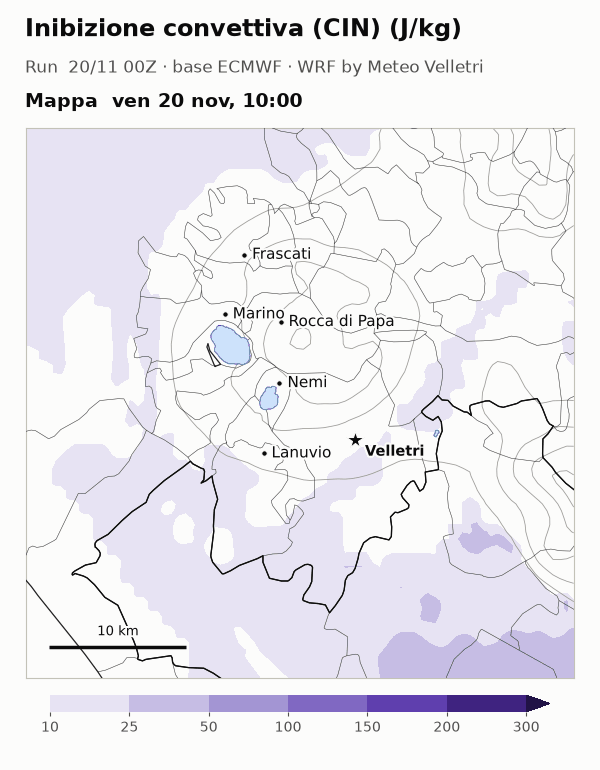 Inibizione convettiva (CIN) (J/kg)
Run  20/11 00Z · base ECMWF · WRF by Meteo Velletri
Mappa  ven 20 nov, 10:00
Frascati
Marino
Rocca di Papa
Nemi
Velletri
Lanuvio
10 km
10 25 50 100 150 200 300